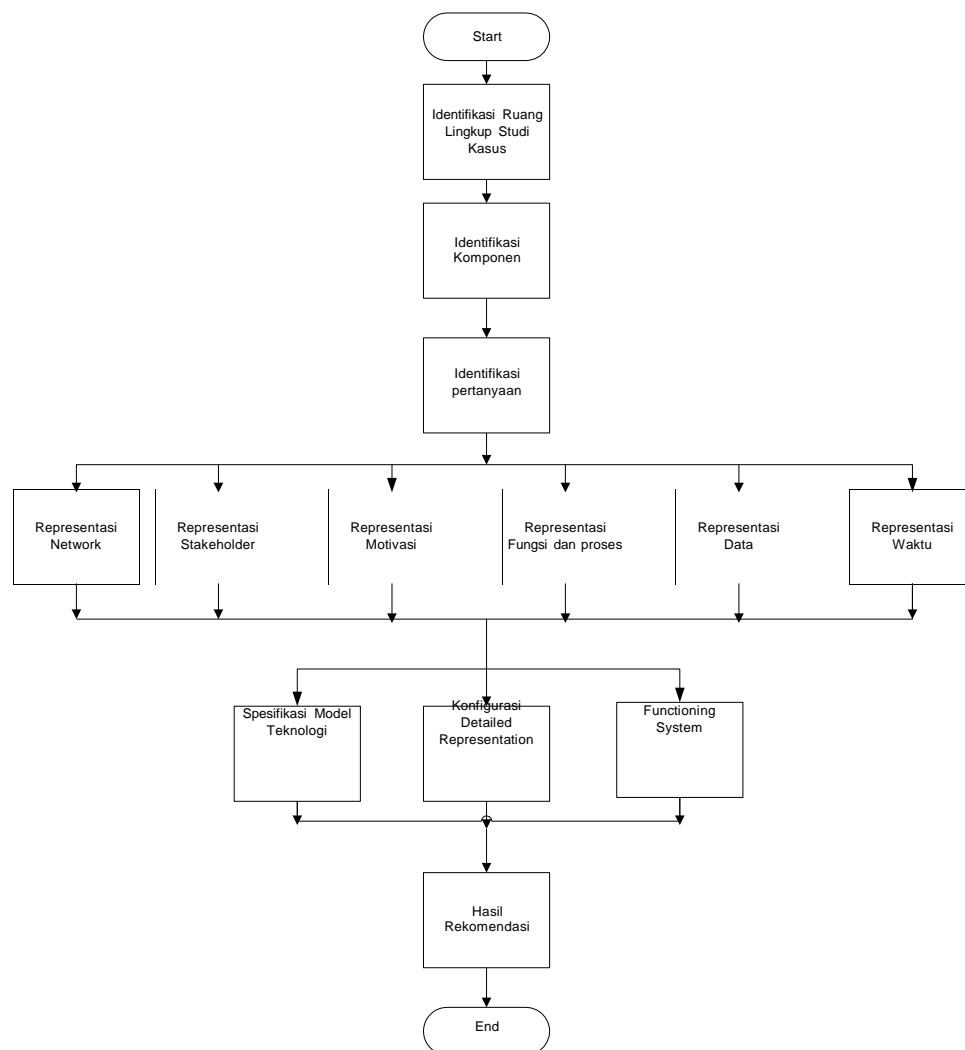 Start
Identifikasi Ruang
Lingkup Studi
Kasus
Identifikasi
Komponen
Identifikasi
pertanyaan
Representasi
Network
Representasi
Stakeholder
Representasi
Motivasi
Representasi
Fungsi dan proses
Representasi
Data
Representasi
Waktu
Spesifikasi Model
Teknologi
Konfigurasi
Detailed
Representation
Functioning
System
Hasil
Rekomendasi
End